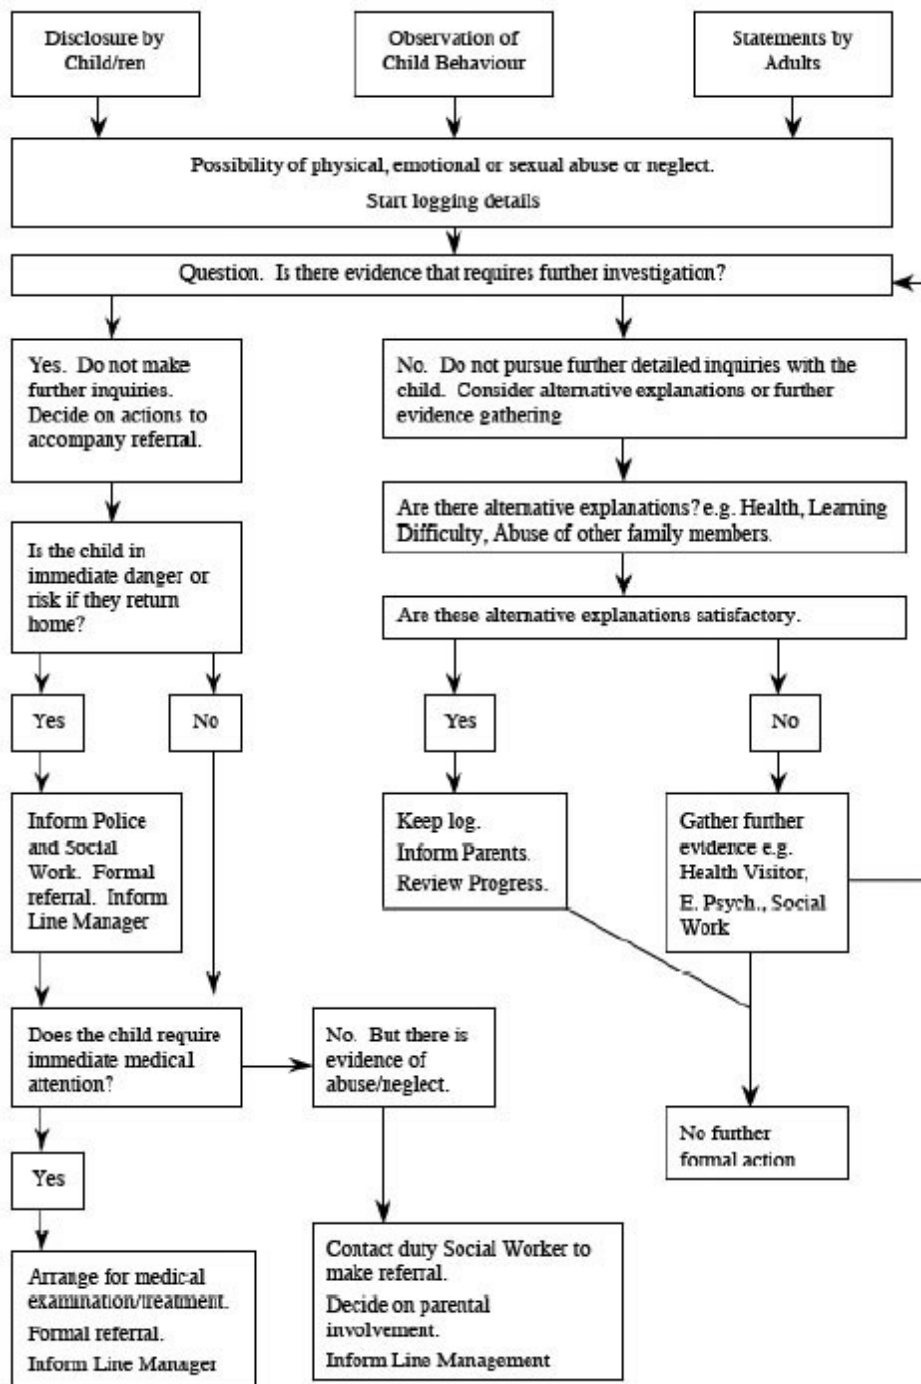 Disclosure by
Child/ren
Observation of
Child Behaviour
Statements by
Adults
Possibility of physical, emotional or sexual abuse or neglect.
Start logging details
Question. Is there evidence that requires further investigation?
Yes. Do not make
further inquiries.
Decide on actions to
accompany referral.
No. Do not pursue further detailed inquiries with the
child. Consider alternative explanations or further
evidence gathering
Are there alternative explanations? e.g. Health, Learning
Difficulty, Abuse of other family members.
Is the child in
immediate danger or
risk if they return
home?
Are these alternative explanations satisfactory.
Yes
No
Yes
No
Inform Police
and Social
Work. Formal
referral. Inform
Line Manager
Keep log.
Inform Parents.
Review Progress.
Gather further
evidence e.g.
Health Visitor,
E. Psych., Social
Work
Does the child require
immediate medical
attention?
No. But there is
evidence of
abuse/neglect.
No further
formal action
Yes
Arrange for medical
examination/treatment.
Formal referral.
Inform Line Manager
Contact duty Social Worker to
make referral.
Decide on parental
involvement.
Inform Line Management